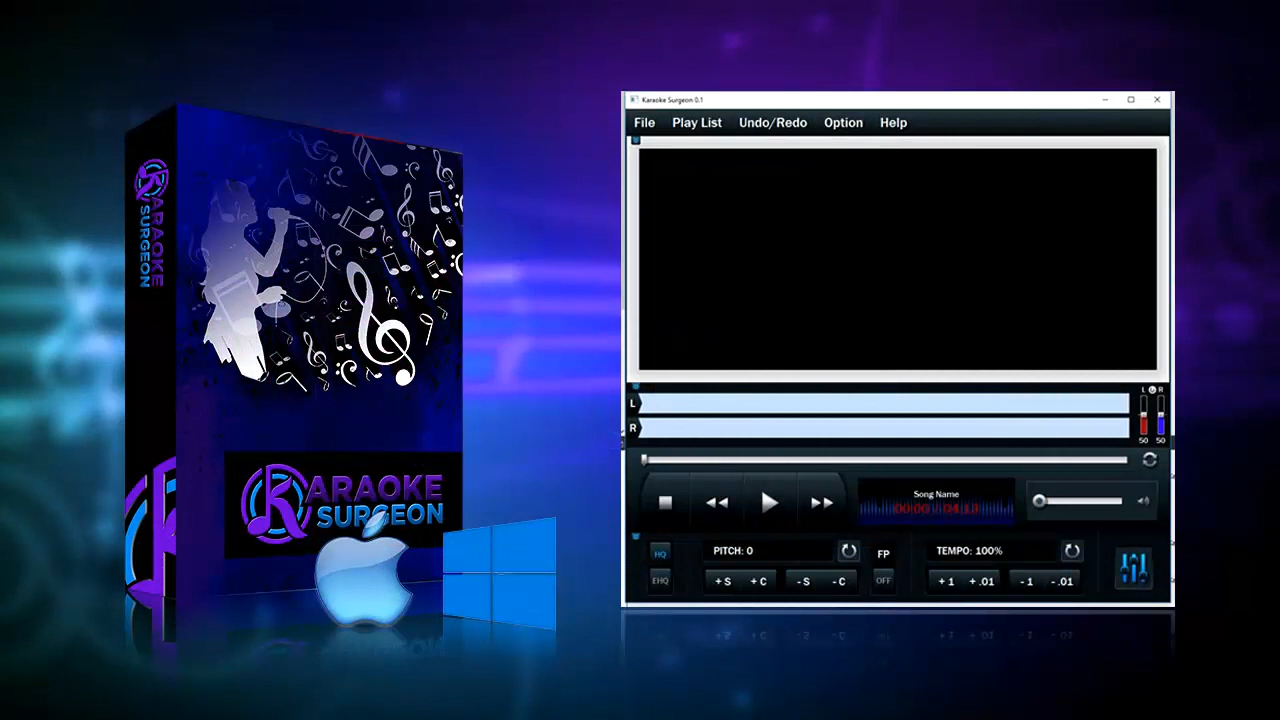 KARAOKE
SURGEON
KARAOKE
SURGEON
Karaoke Surgeon 0.1
File Play List Undo/Redo Option Help
L R
L
R
50 50
Song Name
HQ PITCH: 0 FP TEMPO: 100%
EHQ +S +C -S -C OFF +1 +.01 -1 -.01